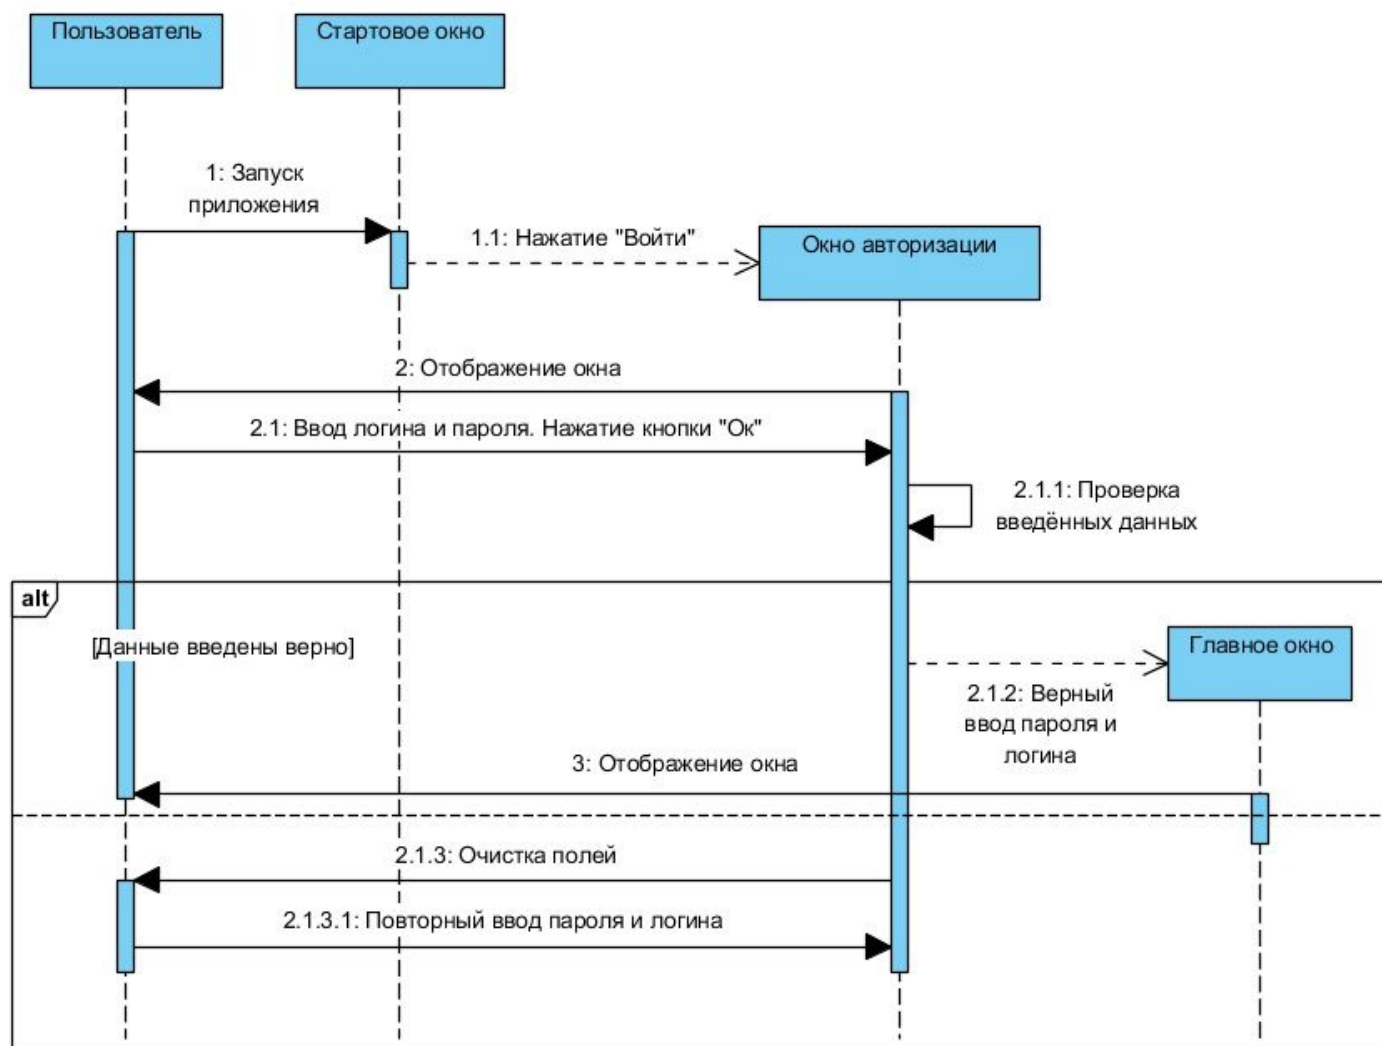 Пользователь
Стартовое окно
1: Запуск
приложения
1.1: Нажатие "Войти"
Окно авторизации
2: Отображение окна
2.1: Ввод логина и пароля. Нажатие кнопки "Ок"
2.1.1: Проверка
введённых данных
alt
[Данные введены верно]
Главное окно
2.1.2: Верный
ввод пароля и
логина
3: Отображение окна
2.1.3: Очистка полей
2.1.3.1: Повторный ввод пароля и логина